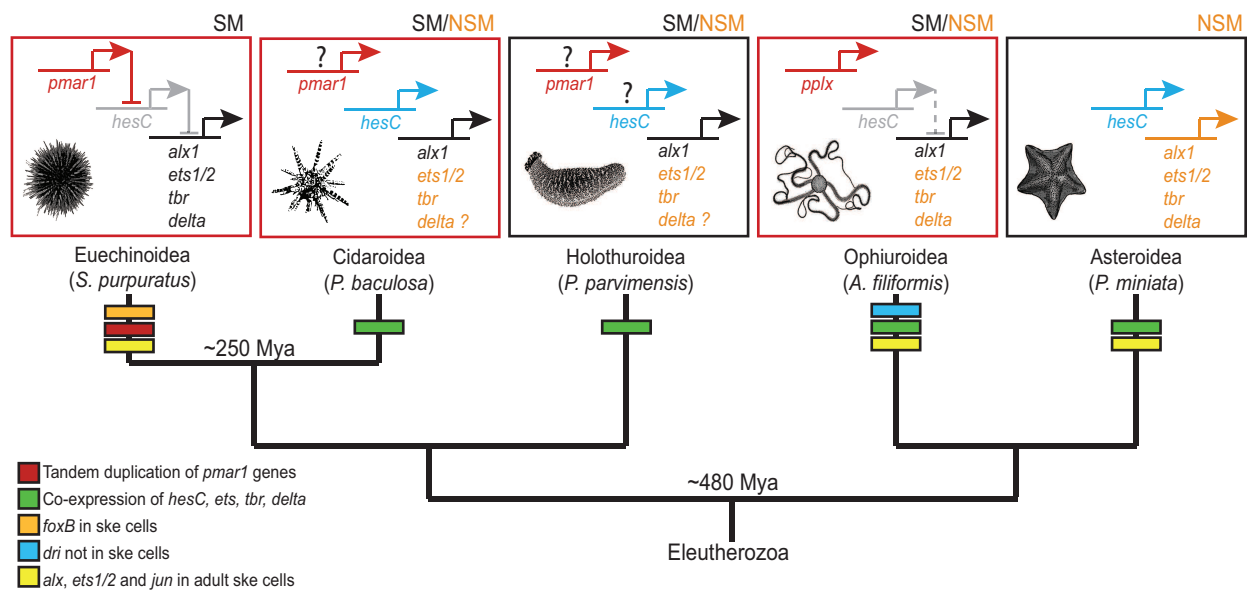 SM
SM/NSM
SM/NSM
SM/NSM
NSM
pmar1
hesC
alx1
ets1/2
tbr
delta
?
pmar1
hesC
alx1
ets1/2
tbr
delta ?
?
pmar1
?
hesC
alx1
ets1/2
tbr
delta ?
pplx
hesC
alx1
ets1/2
tbr
delta
hesC
alx1
ets1/2
tbr
delta
Euechinoidea
(S. purpuratus)
Cidaroidea
(P. baculosa)
Holothuroidea
(P. parvimensis)
Ophiuroidea
(A. filiformis)
Asteroidea
(P. miniata)
~250 Mya
~480 Mya
Eleutherozoa
Tandem duplication of pmar1 genes
Co-expression of hesC, ets, tbr, delta
foxB in ske cells
dri not in ske cells
alx, ets1/2 and jun in adult ske cells